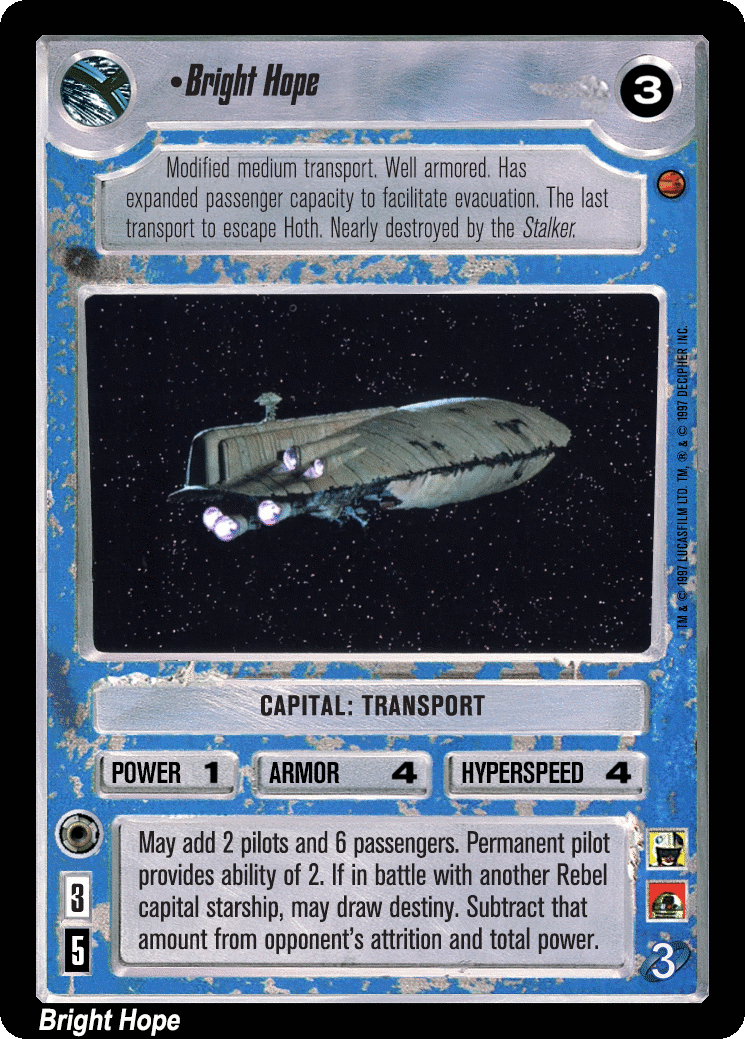 •Bright Hope
3
Modified medium transport. Well armored. Has
expanded passenger capacity to facilitate evacuation. The last
transport to escape Hoth. Nearly destroyed by the Stalker.
TM & © 1997 LUCASFILM LTD. TM, ® & © 1997 DECIPHER INC.
CAPITAL: TRANSPORT
POWER 1 ARMOR 4 HYPERSPEED 4
May add 2 pilots and 6 passengers. Permanent pilot
provides ability of 2. If in battle with another Rebel
capital starship, may draw destiny. Subtract that
amount from opponent's attrition and total power.
3
5
3
Bright Hope